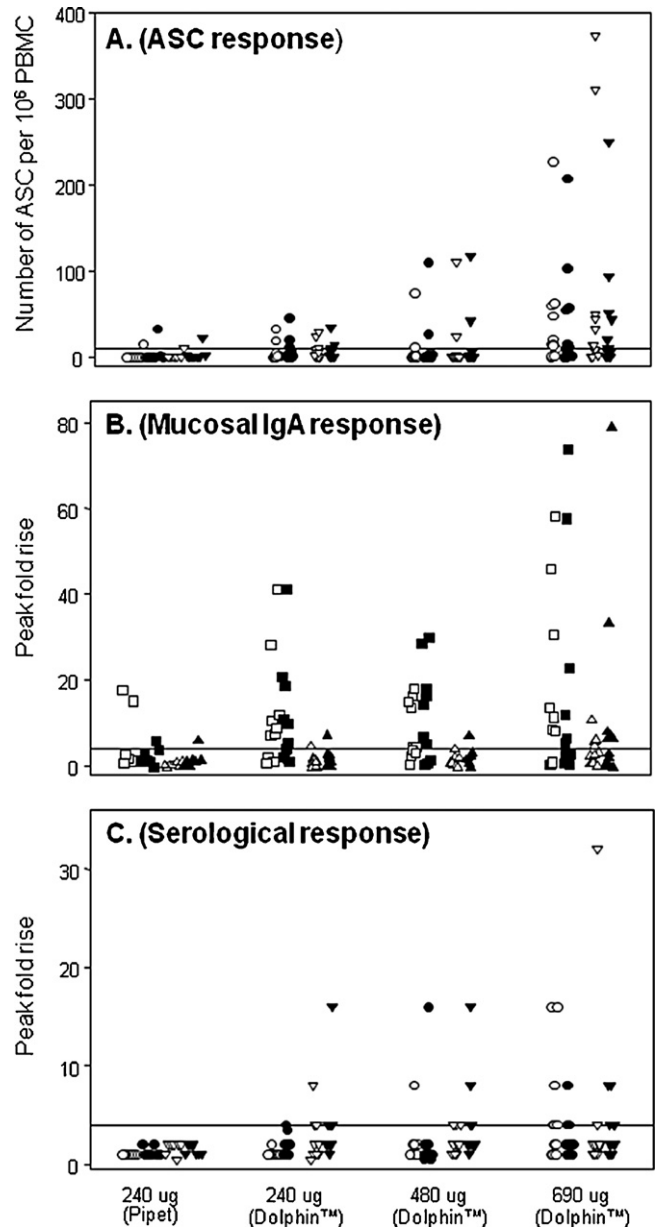 A. (ASC response)
Number of ASC per 10⁶ PBMC
400
300
200
100
0
B. (Mucosal IgA response)
Peak fold rise
80
60
40
20
0
C. (Serological response)
Peak fold rise
30
20
10
0
240 ug
(Pipet)
240 ug
(Dolphin™)
480 ug
(Dolphin™)
690 ug
(Dolphin™)